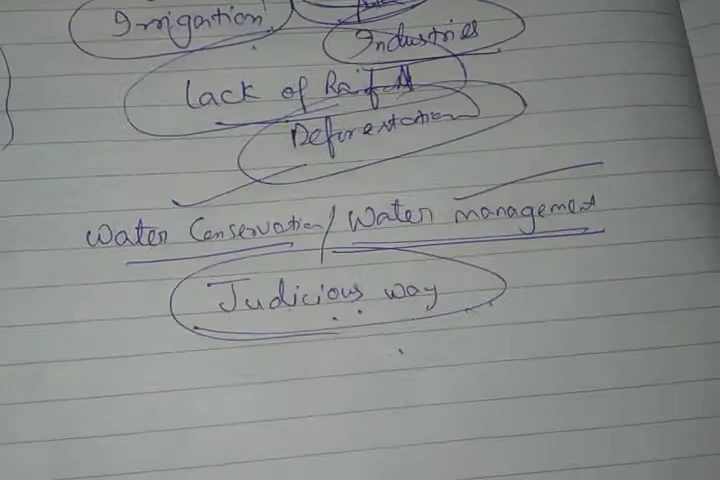 Irrigation
Industries
Lack of Rainfall
Deforestation
Water Conservation / Water management
Judicious way